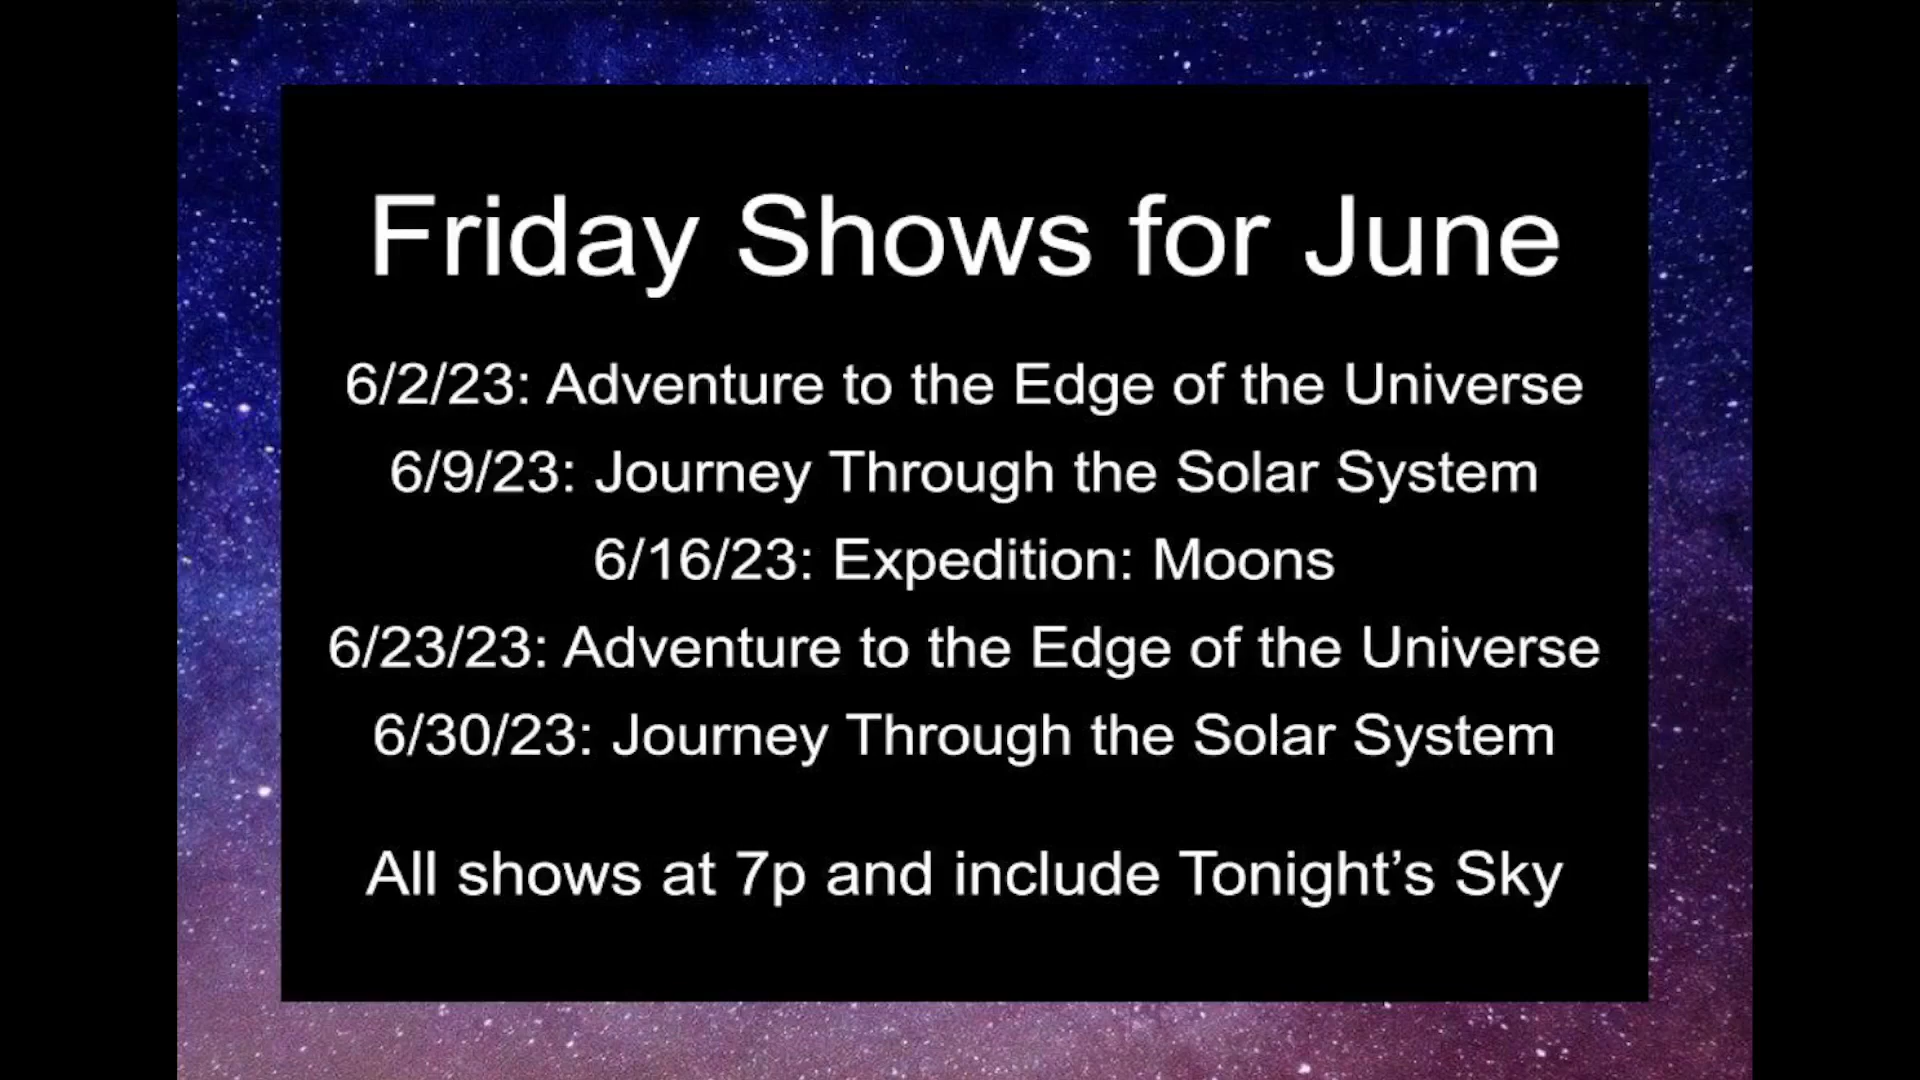 Friday Shows for June
6/2/23: Adventure to the Edge of the Universe
6/9/23: Journey Through the Solar System
6/16/23: Expedition: Moons
6/23/23: Adventure to the Edge of the Universe
6/30/23: Journey Through the Solar System
All shows at 7p and include Tonight’s Sky